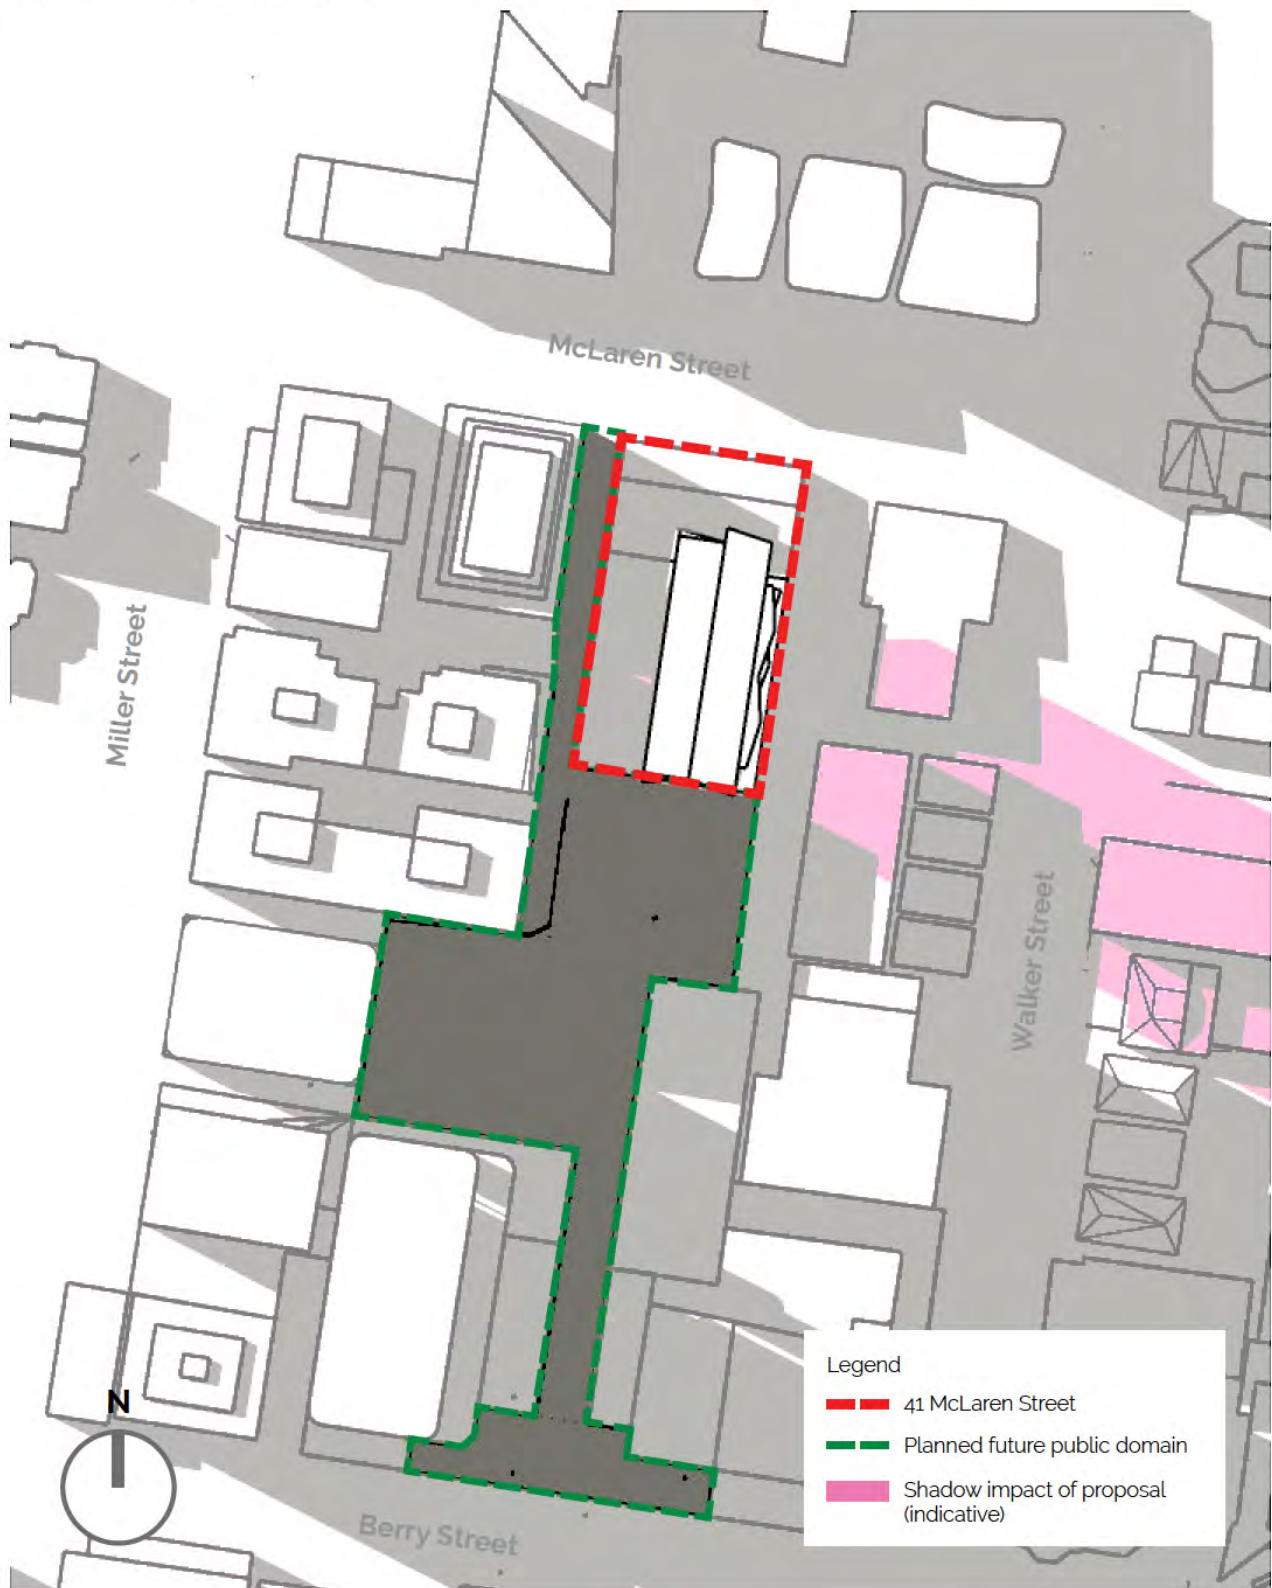 McLaren Street
Miller Street
Walker Street
Legend
41 McLaren Street
Planned future public domain
Shadow impact of proposal
(indicative)
N
Berry Street